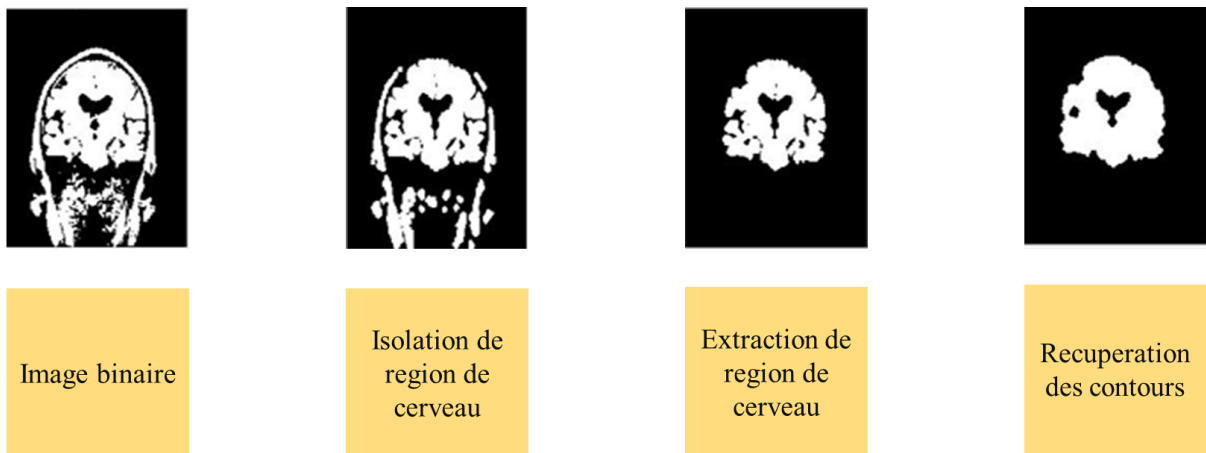 Image binaire
Isolation de
region de
cerveau
Extraction de
region de
cerveau
Recuperation
des contours